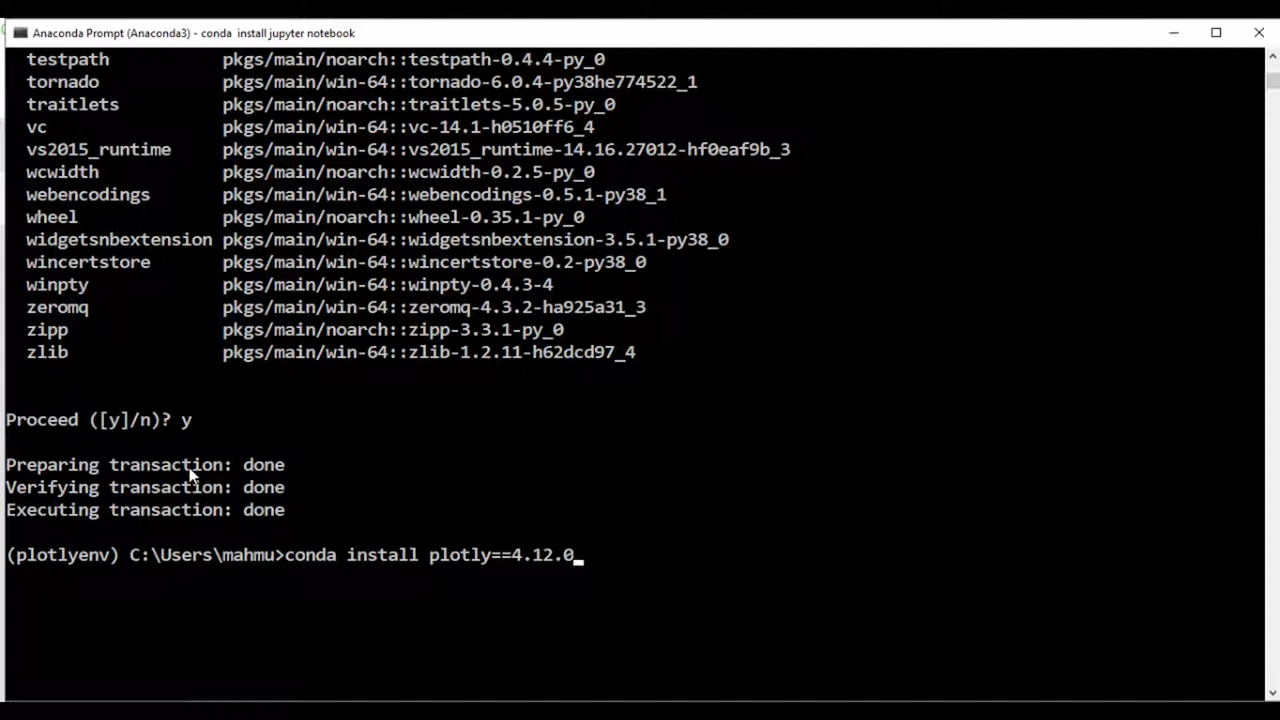 Anaconda Prompt (Anaconda3) - conda  install jupyter notebook
testpath           pkgs/main/noarch::testpath-0.4.4-py_0
tornado            pkgs/main/win-64::tornado-6.0.4-py38he774522_1
traitlets          pkgs/main/noarch::traitlets-5.0.5-py_0
vc                 pkgs/main/win-64::vc-14.1-h0510ff6_4
vs2015_runtime     pkgs/main/win-64::vs2015_runtime-14.16.27012-hf0eaf9b_3
wcwidth            pkgs/main/noarch::wcwidth-0.2.5-py_0
webencodings       pkgs/main/win-64::webencodings-0.5.1-py38_1
wheel              pkgs/main/noarch::wheel-0.35.1-py_0
widgetsnbextension pkgs/main/win-64::widgetsnbextension-3.5.1-py38_0
wincertstore       pkgs/main/win-64::wincertstore-0.2-py38_0
winpty             pkgs/main/win-64::winpty-0.4.3-4
zeromq             pkgs/main/win-64::zeromq-4.3.2-ha925a31_3
zipp               pkgs/main/noarch::zipp-3.3.1-py_0
zlib               pkgs/main/win-64::zlib-1.2.11-h62dcd97_4
Proceed ([y]/n)? y
Preparing transaction: done
Verifying transaction: done
Executing transaction: done
(plotlyenv) C:\Users\mahmu>conda install plotly==4.12.0